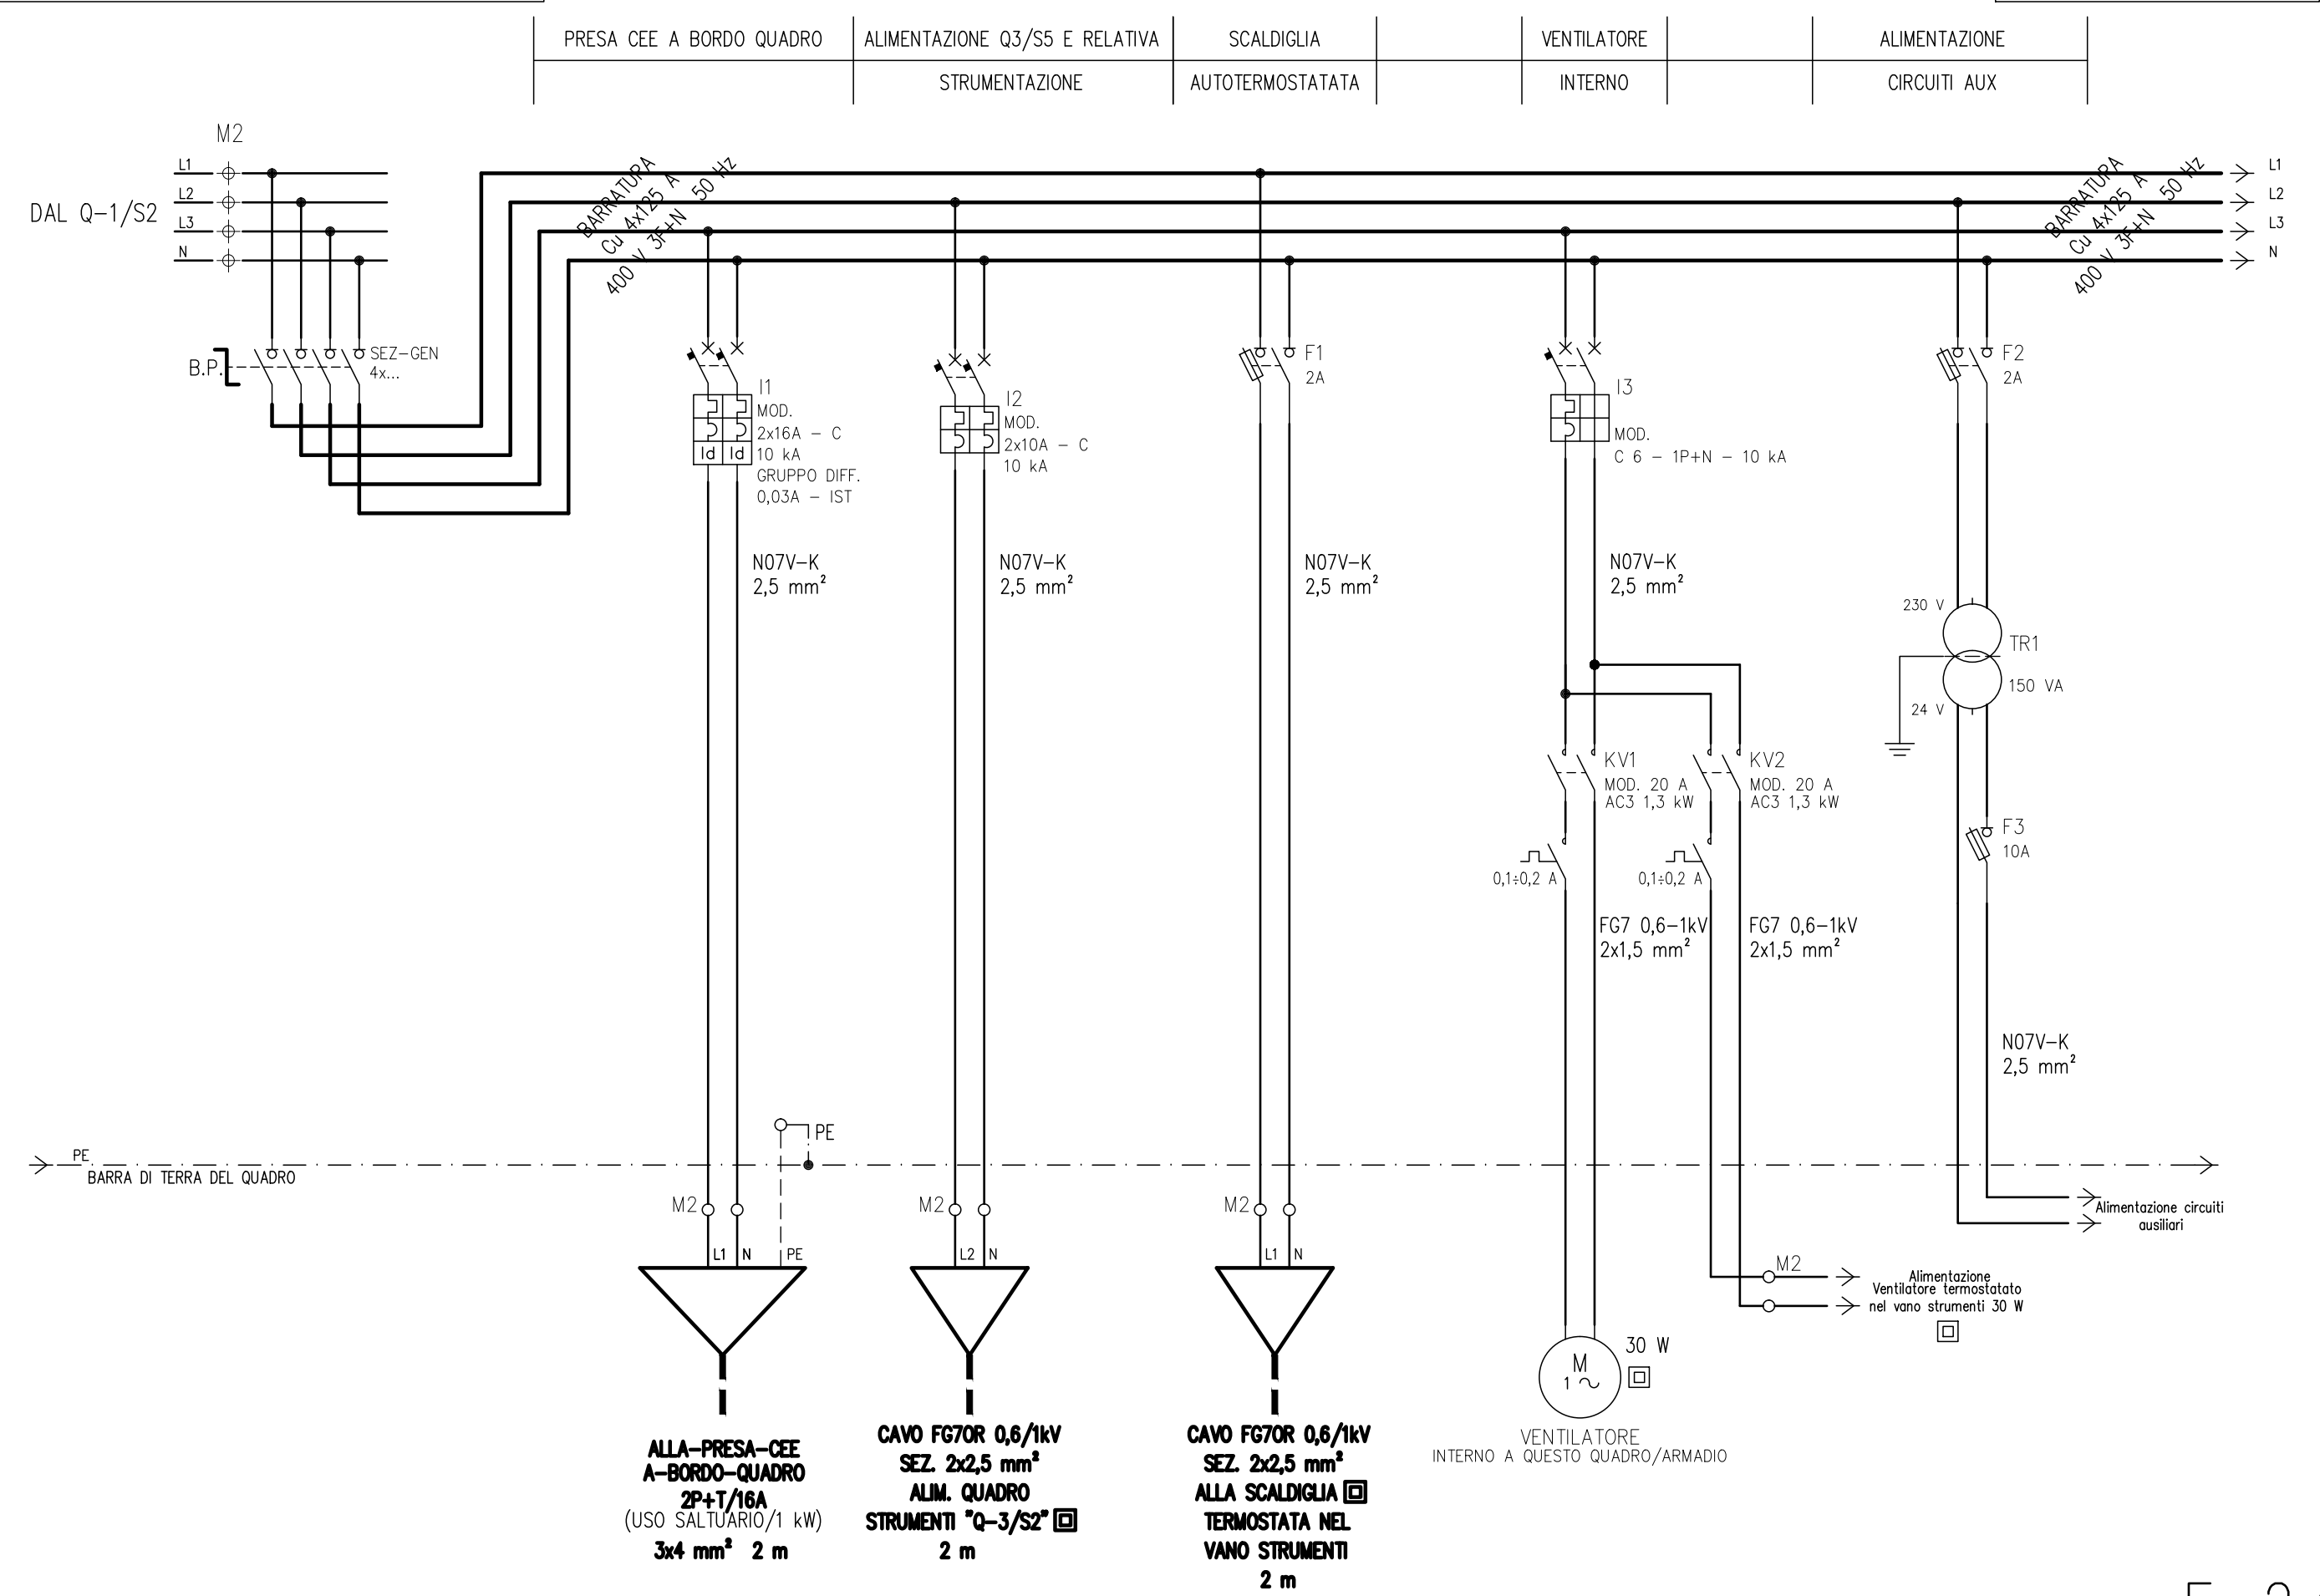 PRESA CEE A BORDO QUADRO
ALIMENTAZIONE Q3/S5 E RELATIVA
STRUMENTAZIONE
SCALDIGLIA
AUTOTERMOSTATATA
VENTILATORE
INTERNO
ALIMENTAZIONE
CIRCUITI AUX
M2
DAL Q-1/S2
L1
L2
L3
N
BARRATURA
Cu 4x125 A
400 V 3F+N 50 Hz
BARRATURA
Cu 4x125 A
400 V 3F+N 50 Hz
L1
L2
L3
N
B.P.
SEZ-GEN
4x...
I1
MOD.
2x16A - C
10 kA
GRUPPO DIFF.
0,03A - IST
Id Id
I2
MOD.
2x10A - C
10 kA
F1
2A
I3
MOD.
C 6 - 1P+N - 10 kA
F2
2A
N07V-K
2,5 mm²
N07V-K
2,5 mm²
N07V-K
2,5 mm²
N07V-K
2,5 mm²
230 V
TR1
150 VA
24 V
KV1
MOD. 20 A
AC3 1,3 kW
KV2
MOD. 20 A
AC3 1,3 kW
F3
10A
0,1÷0,2 A
0,1÷0,2 A
FG7 0,6-1kV
2x1,5 mm²
FG7 0,6-1kV
2x1,5 mm²
N07V-K
2,5 mm²
PE
PE
BARRA DI TERRA DEL QUADRO
M2
M2
M2
L1 N PE
L2 N
L1 N
Alimentazione circuiti
ausiliari
M2
Alimentazione
Ventilatore termostatato
nel vano strumenti 30 W
M
1~
30 W
VENTILATORE
INTERNO A QUESTO QUADRO/ARMADIO
ALLA-PRESA-CEE
A-BORDO-QUADRO
2P+T/16A
(USO SALTUARIO/1 kW)
3x4 mm² 2 m
CAVO FG7OR 0,6/1kV
SEZ. 2x2,5 mm²
ALIM. QUADRO
STRUMENTI "Q-3/S2"
2 m
CAVO FG7OR 0,6/1kV
SEZ. 2x2,5 mm²
ALLA SCALDIGLIA
TERMOSTATA NEL
VANO STRUMENTI
2 m